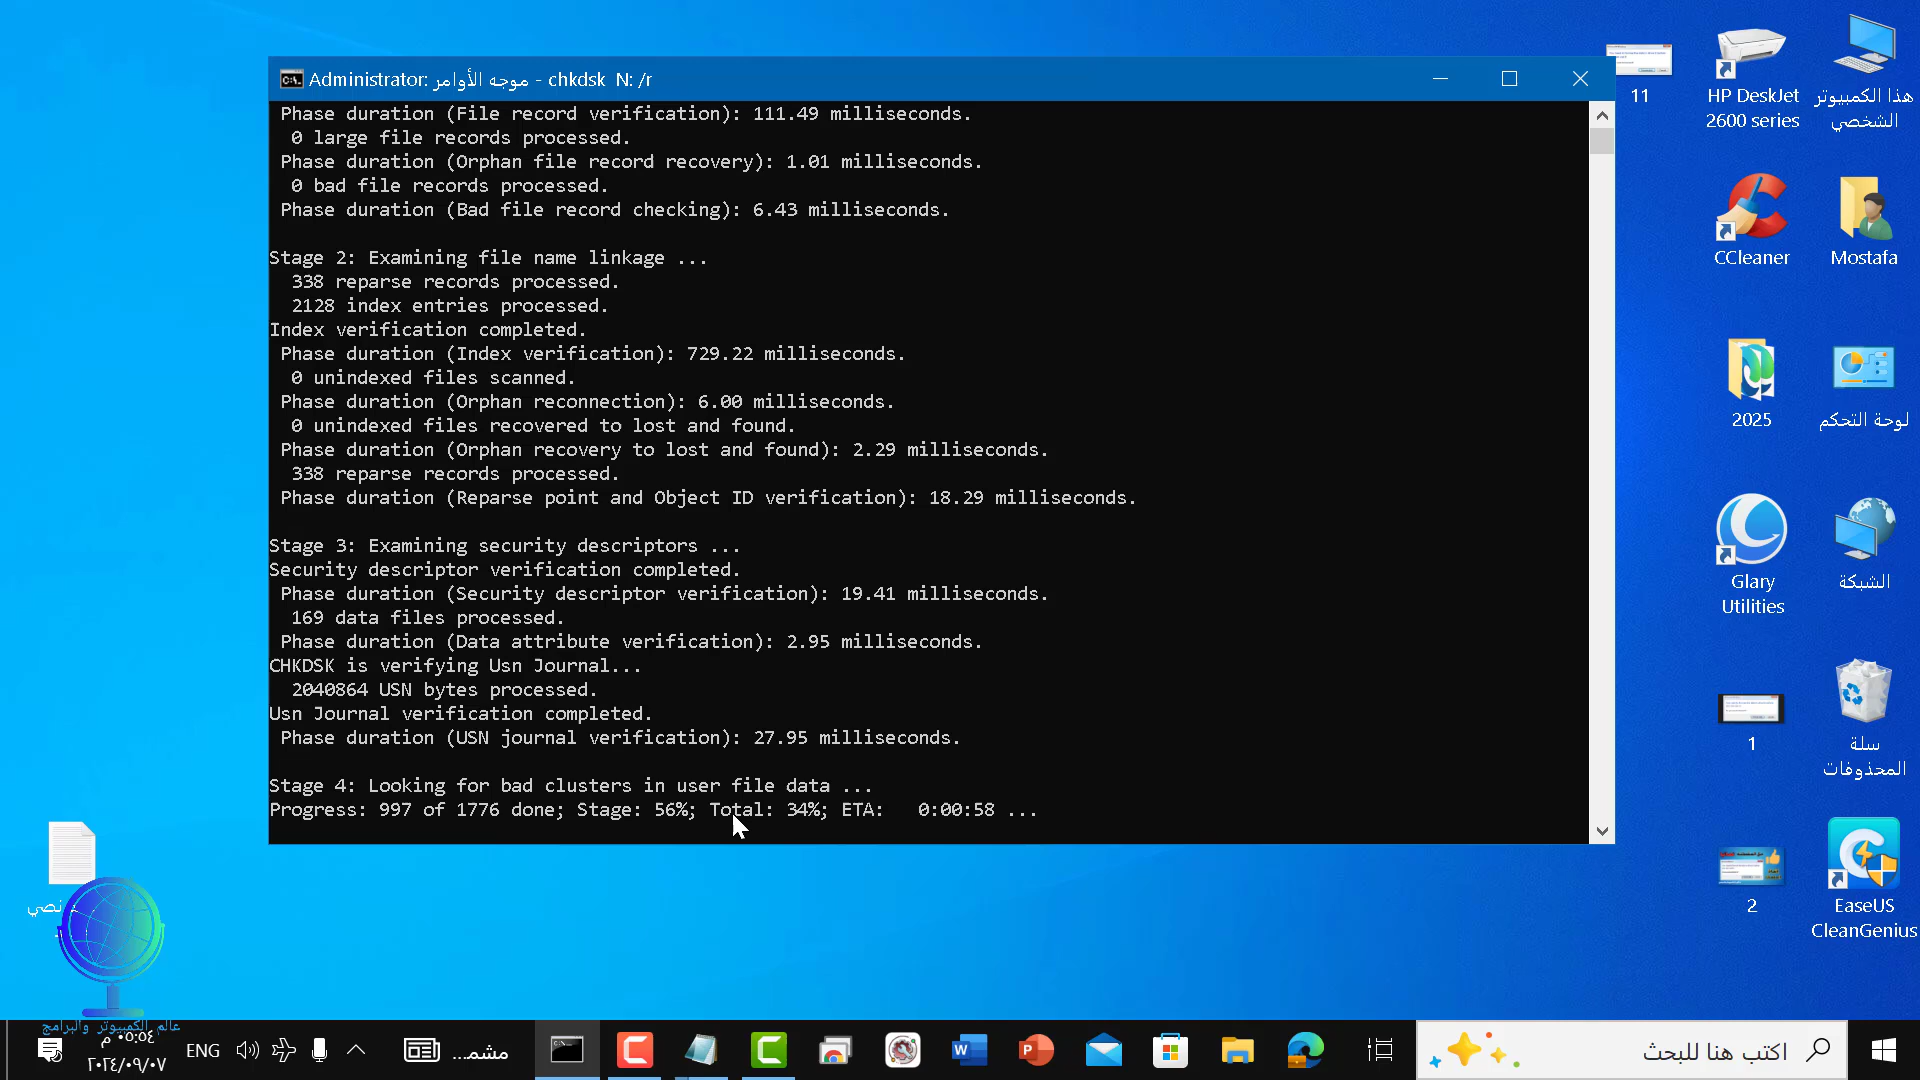 Administrator: موجه الأوامر - chkdsk  N: /r
Phase duration (File record verification): 111.49 milliseconds.
0 large file records processed.
Phase duration (Orphan file record recovery): 1.01 milliseconds.
0 bad file records processed.
Phase duration (Bad file record checking): 6.43 milliseconds.
Stage 2: Examining file name linkage ...
338 reparse records processed.
2128 index entries processed.
Index verification completed.
Phase duration (Index verification): 729.22 milliseconds.
0 unindexed files scanned.
Phase duration (Orphan reconnection): 6.00 milliseconds.
0 unindexed files recovered to lost and found.
Phase duration (Orphan recovery to lost and found): 2.29 milliseconds.
338 reparse records processed.
Phase duration (Reparse point and Object ID verification): 18.29 milliseconds.
Stage 3: Examining security descriptors ...
Security descriptor verification completed.
Phase duration (Security descriptor verification): 19.41 milliseconds.
169 data files processed.
Phase duration (Data attribute verification): 2.95 milliseconds.
CHKDSK is verifying Usn Journal...
2040864 USN bytes processed.
Usn Journal verification completed.
Phase duration (USN journal verification): 27.95 milliseconds.
Stage 4: Looking for bad clusters in user file data ...
Progress: 997 of 1776 done; Stage: 56%; Total: 34%; ETA:   0:00:58 ...
11
HP DeskJet
2600 series
هذا الكمبيوتر
الشخصي
CCleaner
Mostafa
2025
لوحة التحكم
Glary
Utilities
الشبكة
1
سلة
المحذوفات
2
EaseUS
CleanGenius
نصي
عالم الكمبيوتر والبرامج
٠٥:٥٤ م
٢٠٢٤/٠٩/٠٧
ENG
مشم...
اكتب هنا للبحث